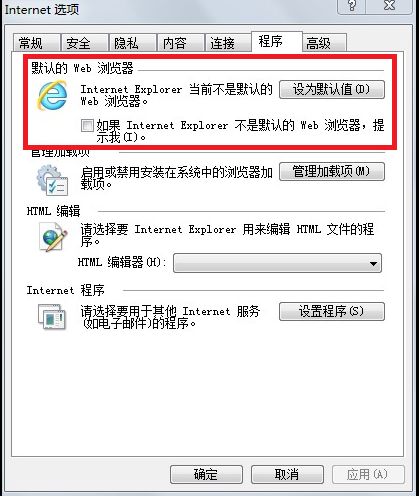 Internet 选项
常规 安全 隐私 内容 连接 程序 高级
默认的 Web 浏览器
Internet Explorer 当前不是默认的
Web 浏览器。
设为默认值(D)
如果 Internet Explorer 不是默认的 Web 浏览器，提
示我(I)。
管理加载项
启用或禁用安装在系统中的浏览器加
载项。
管理加载项(M)
HTML 编辑
请选择要 Internet Explorer 用来编辑 HTML 文件的程
序。
HTML 编辑器(H):
Internet 程序
请选择要用于其他 Internet 服务
(如电子邮件)的程序。
设置程序(S)
确定 取消 应用(A)